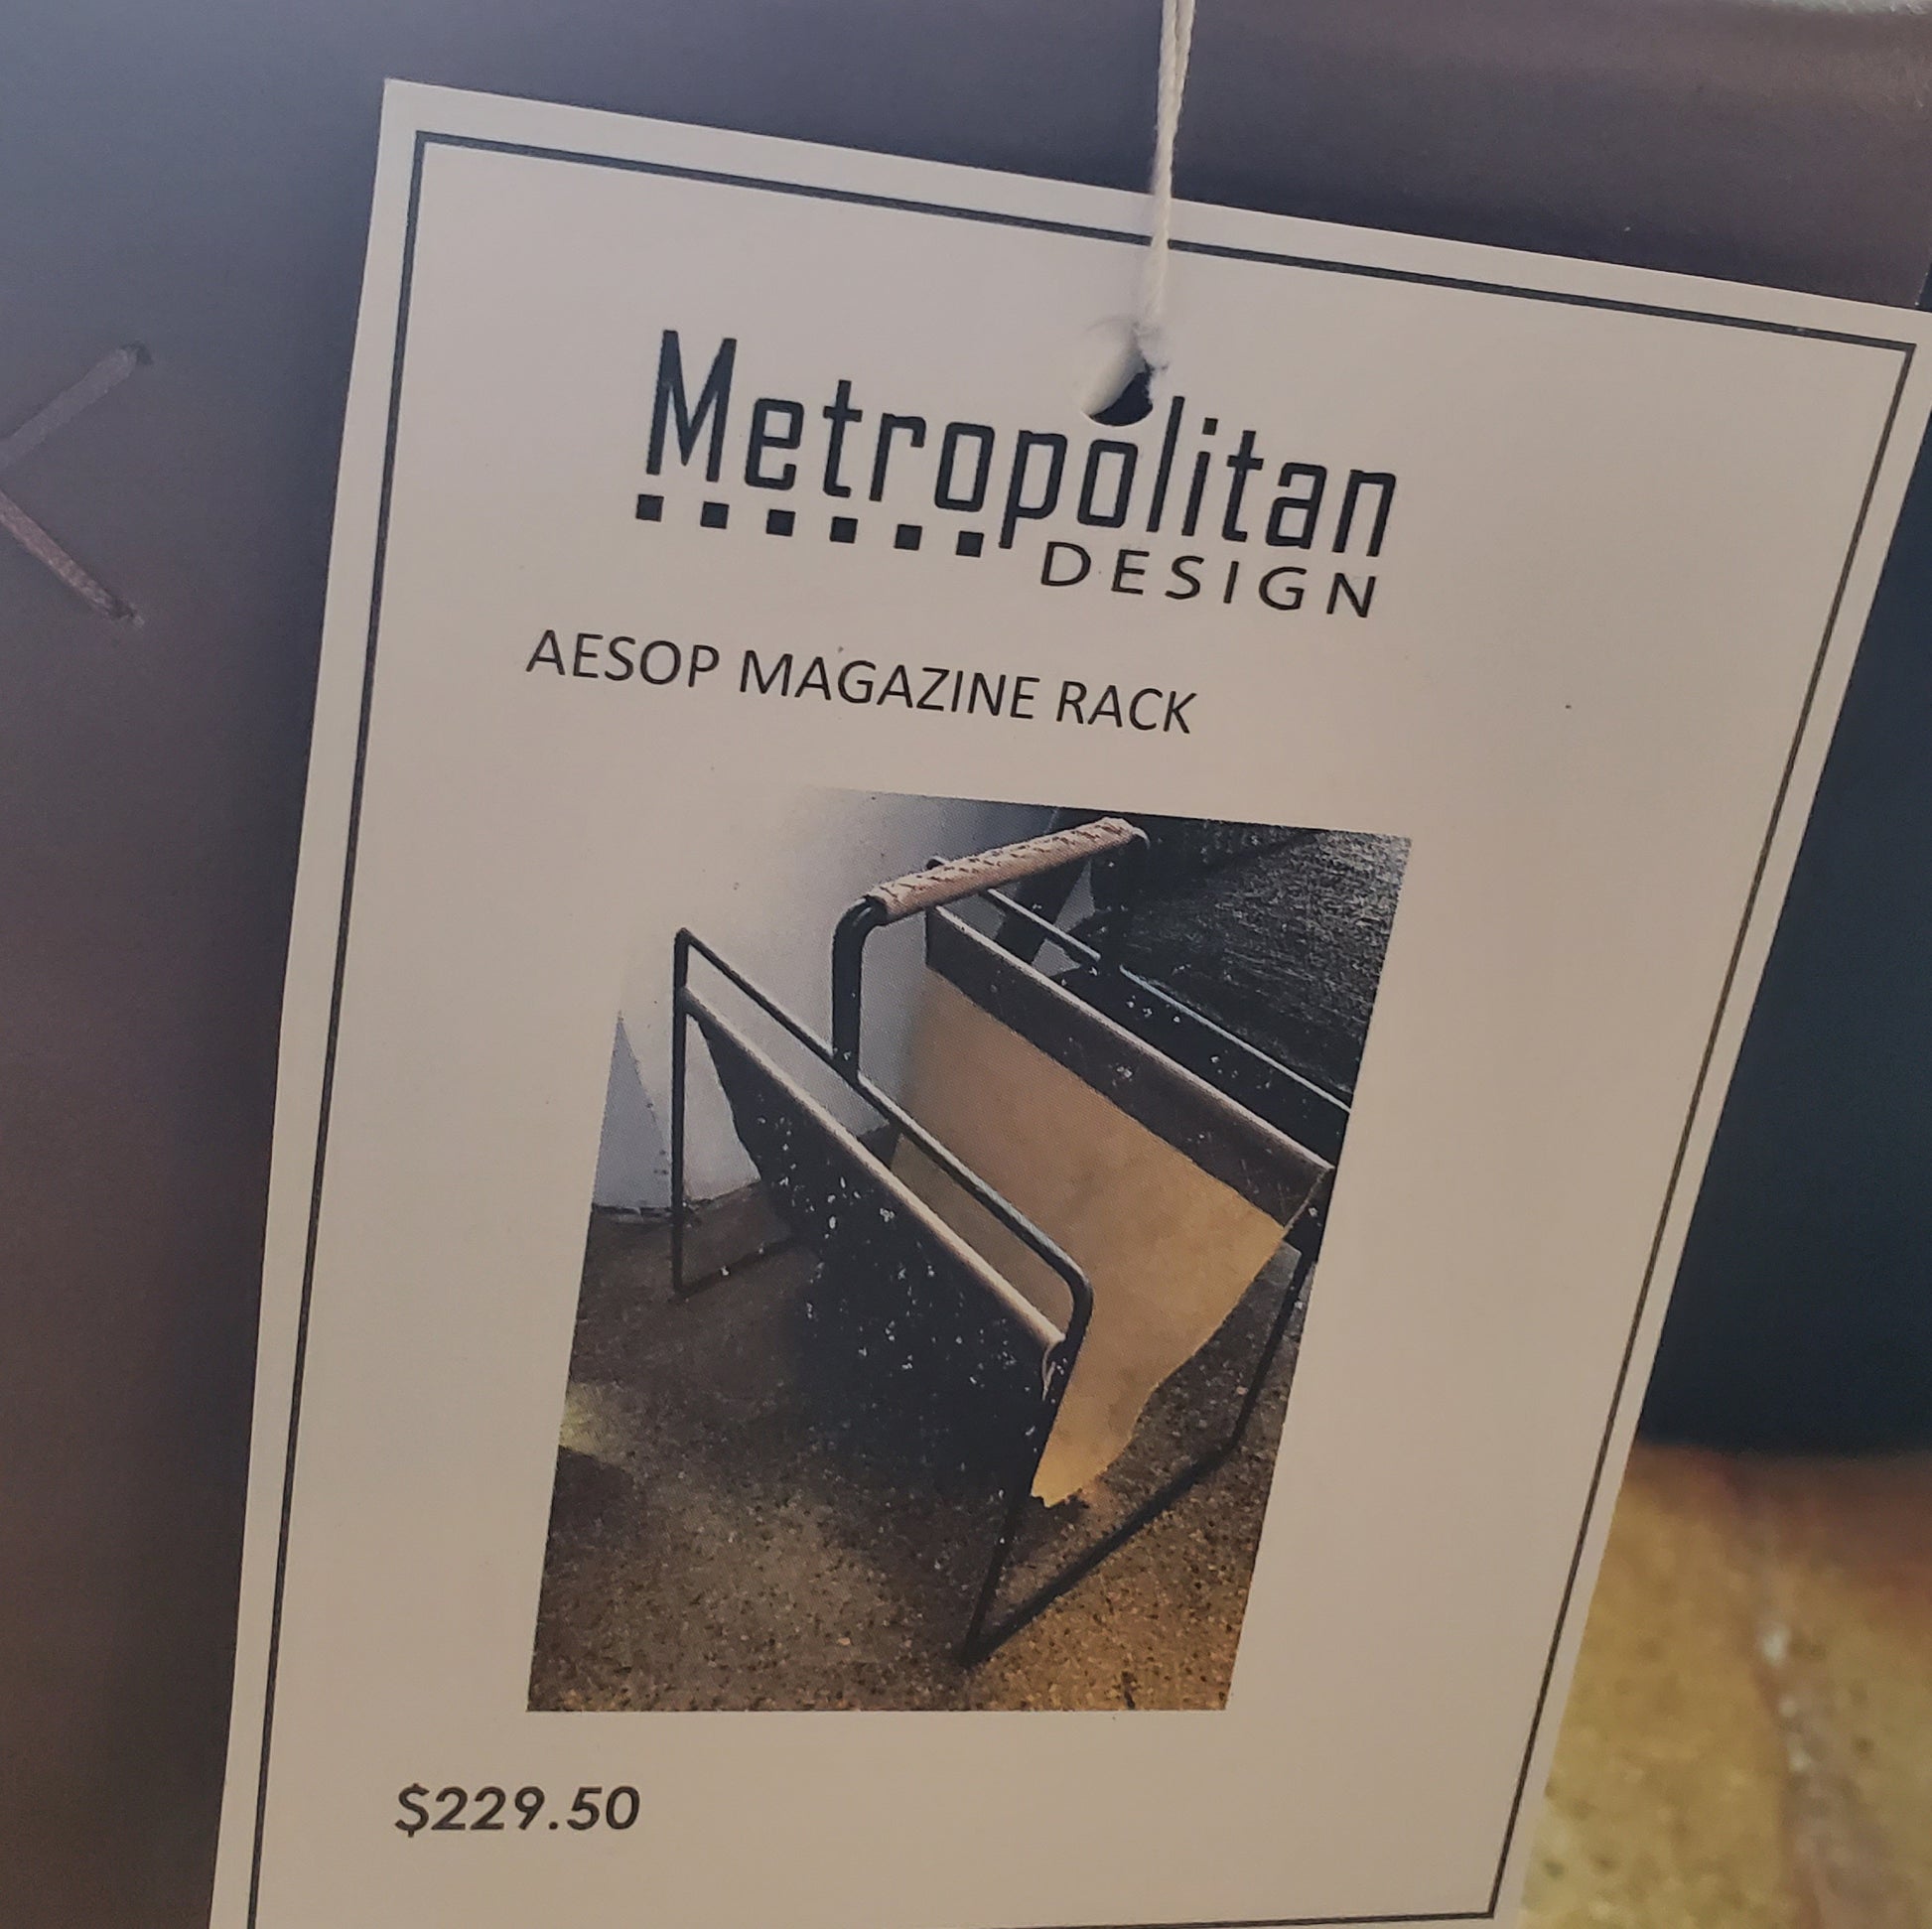 Metropolitan
DESIGN
AESOP MAGAZINE RACK
$229.50